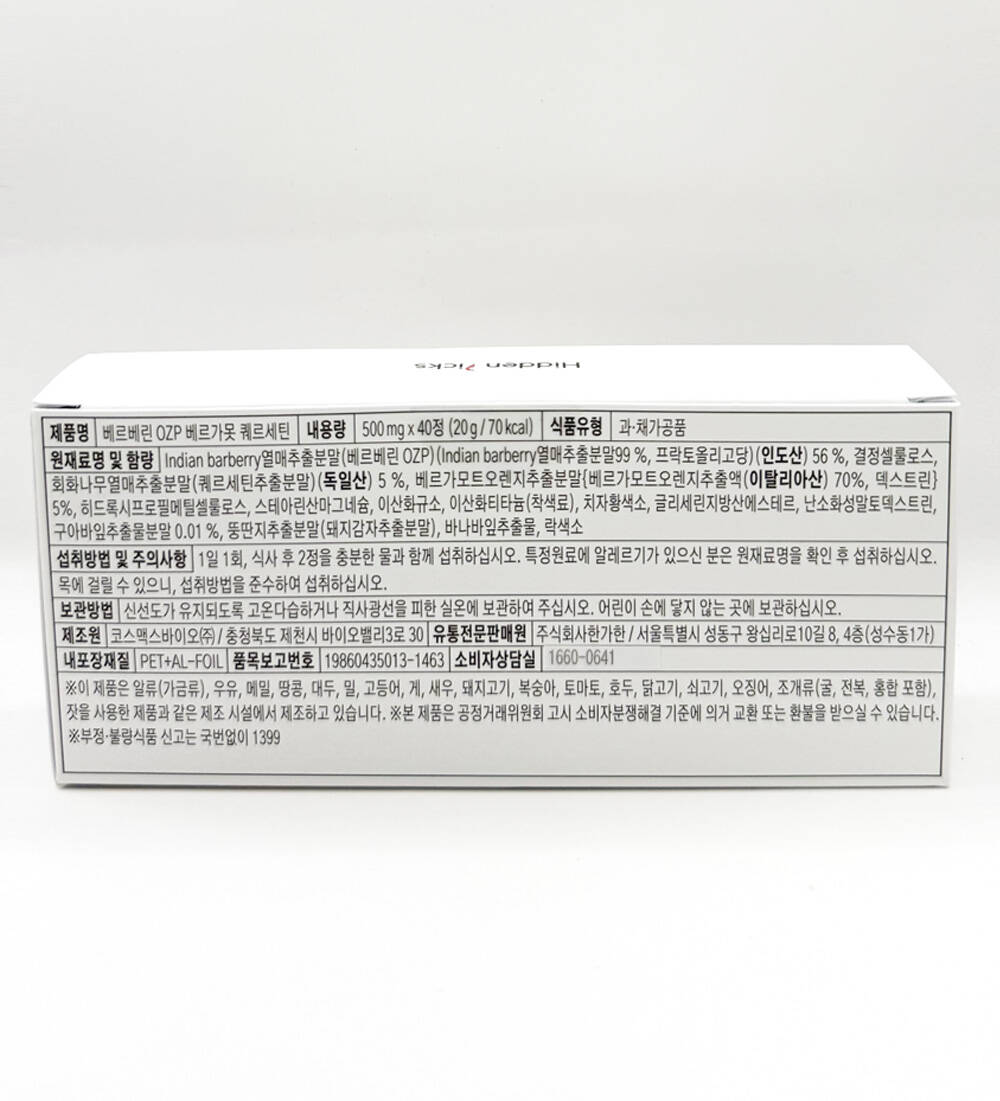 Hidden Picks
제품명 베르베린 OZP 베르가못 퀘르세틴 내용량 500 mg x 40정 (20 g / 70 kcal) 식품유형 과·채가공품
원재료명 및 함량 Indian barberry열매추출분말(베르베린 OZP)(Indian barberry열매추출분말99 %, 프락토올리고당)(인도산) 56 %, 결정셀룰로스,
회화나무열매추출분말(퀘르세틴추출분말)(독일산) 5 %, 베르가모트오렌지추출분말{베르가모트오렌지추출액(이탈리아산) 70%, 덱스트린}
5%, 히드록시프로필메틸셀룰로스, 스테아린산마그네슘, 이산화규소, 이산화티타늄(착색료), 치자황색소, 글리세린지방산에스테르, 난소화성말토덱스트린,
구아바잎추출물분말 0.01 %, 뚱딴지추출분말(돼지감자추출분말), 바나바잎추출물, 락색소
섭취방법 및 주의사항 1일 1회, 식사 후 2정을 충분한 물과 함께 섭취하십시오. 특정원료에 알레르기가 있으신 분은 원재료명을 확인 후 섭취하십시오.
목에 걸릴 수 있으니, 섭취방법을 준수하여 섭취하십시오.
보관방법 신선도가 유지되도록 고온다습하거나 직사광선을 피한 실온에 보관하여 주십시오. 어린이 손에 닿지 않는 곳에 보관하십시오.
제조원 코스맥스바이오㈜ / 충청북도 제천시 바이오밸리3로 30 유통전문판매원 주식회사한가한 / 서울특별시 성동구 왕십리로10길 8, 4층(성수동1가)
내포장재질 PET+AL-FOIL 품목보고번호 19860435013-1463 소비자상담실 1660-0641
※이 제품은 알류(가금류), 우유, 메밀, 땅콩, 대두, 밀, 고등어, 게, 새우, 돼지고기, 복숭아, 토마토, 호두, 닭고기, 쇠고기, 오징어, 조개류(굴, 전복, 홍합 포함),
잣을 사용한 제품과 같은 제조 시설에서 제조하고 있습니다. ※본 제품은 공정거래위원회 고시 소비자분쟁해결 기준에 의거 교환 또는 환불을 받으실 수 있습니다.
※부정·불량식품 신고는 국번없이 1399